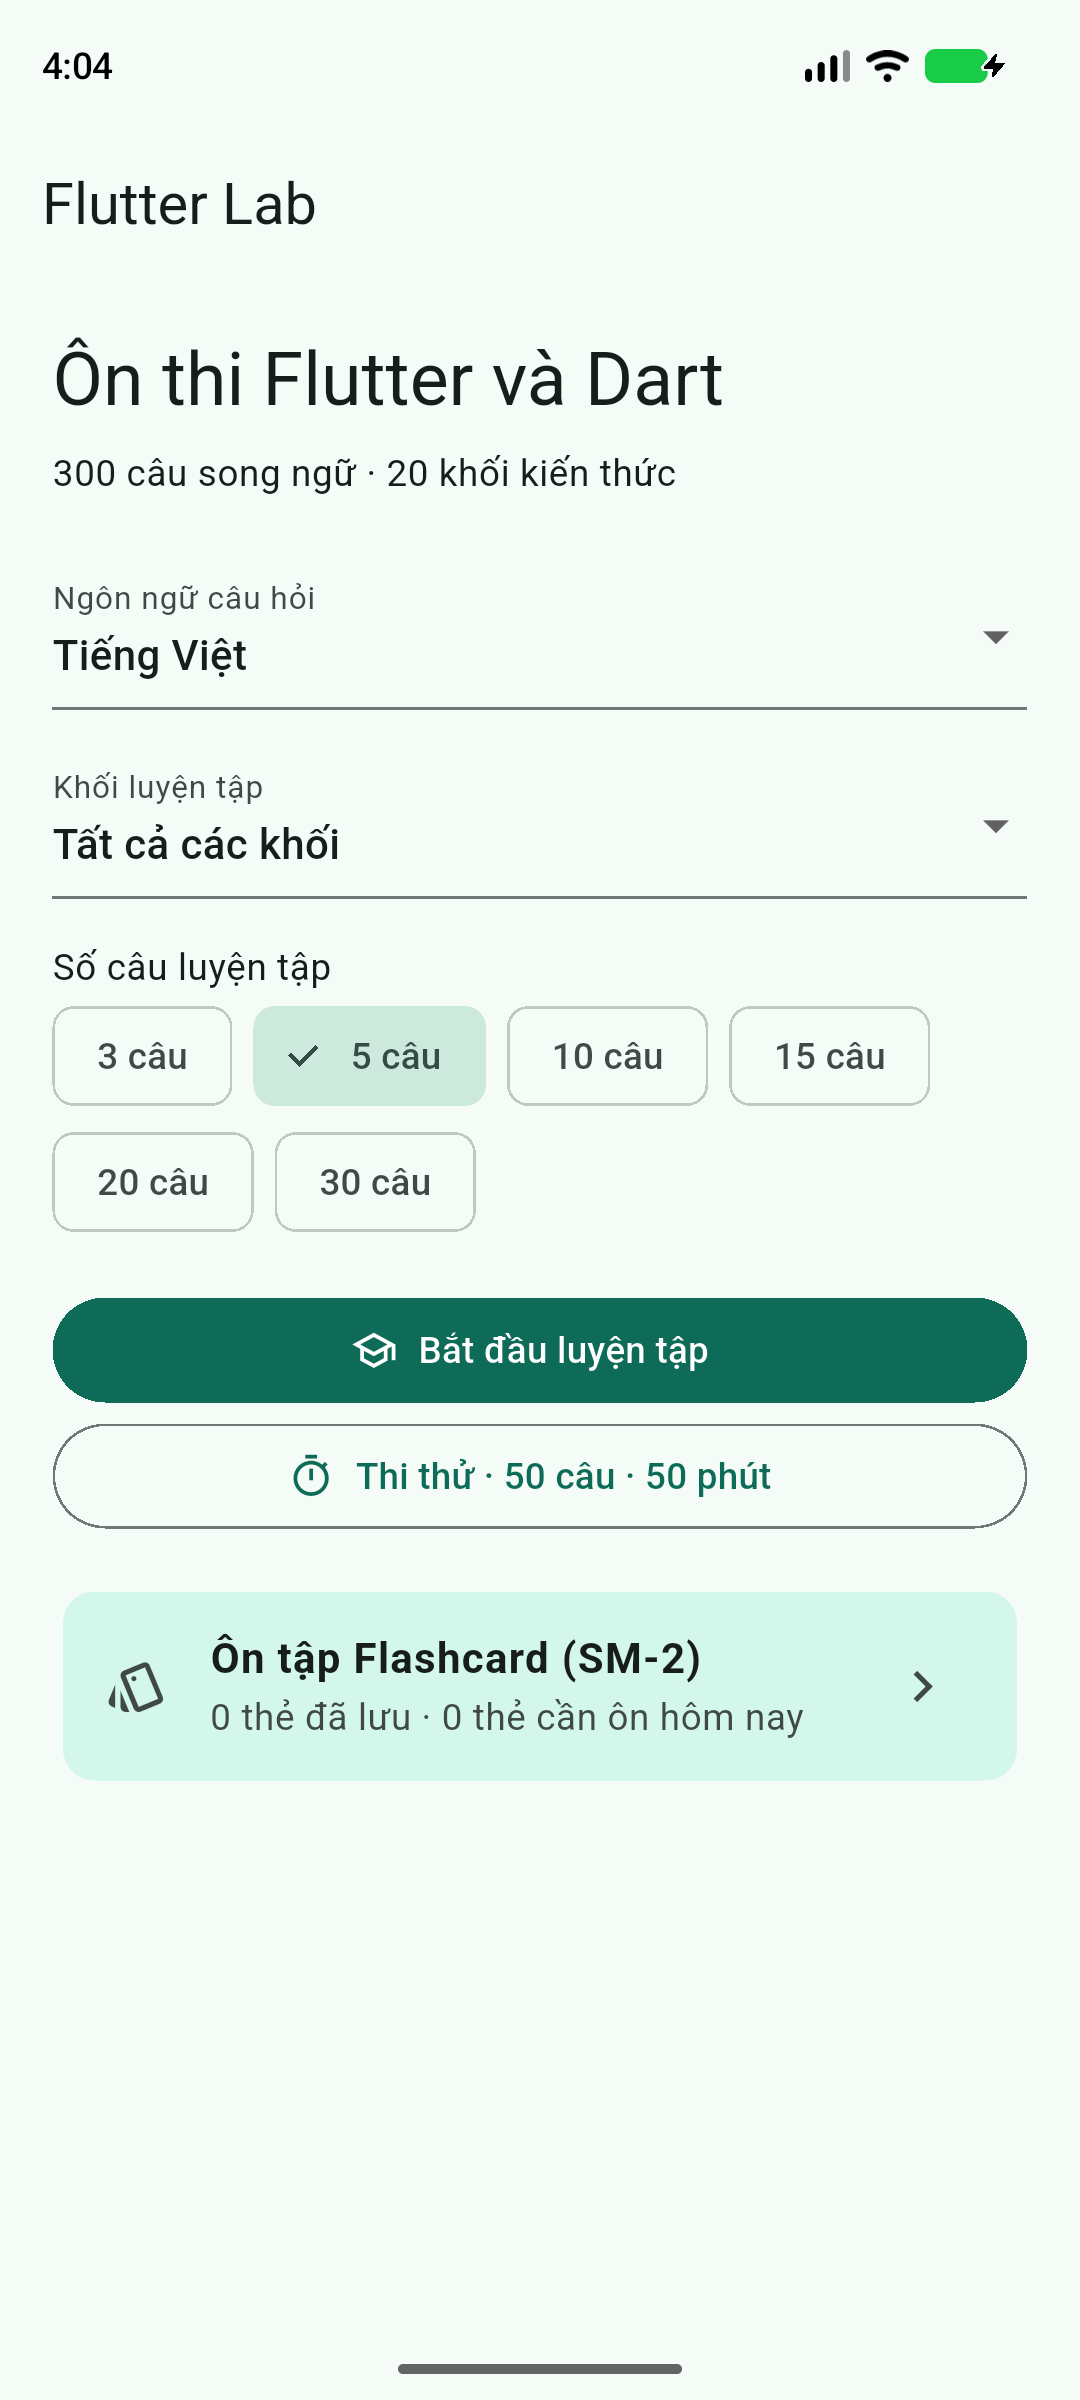 4:04
Flutter Lab
Ôn thi Flutter và Dart
300 câu song ngữ · 20 khối kiến thức
Ngôn ngữ câu hỏi
Tiếng Việt
Khối luyện tập
Tất cả các khối
Số câu luyện tập
3 câu
5 câu
10 câu
15 câu
20 câu
30 câu
Bắt đầu luyện tập
Thi thử · 50 câu · 50 phút
Ôn tập Flashcard (SM-2)
0 thẻ đã lưu · 0 thẻ cần ôn hôm nay